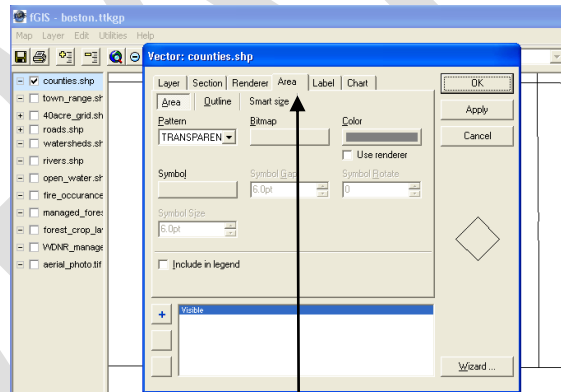 fGIS - boston.ttkgp
Map Layer Edit Utilities Help
Vector: counties.shp
counties.shp
town_range.sh
40acre_grid.sh
roads.shp
watersheds.sh
rivers.shp
open_water.sh
fire_occurance
managed_fores
forest_crop_la
WDNR_manage
aerial_photo.tif
Layer Section Renderer Area Label Chart
Area Outline Smart size
Pattern Bitmap Color
TRANSPAREN
Use renderer
Symbol Symbol Gap Symbol Rotate
6.0pt 0
Symbol Size
6.0pt
Include in legend
+ Visible
OK
Apply
Cancel
Wizard ...